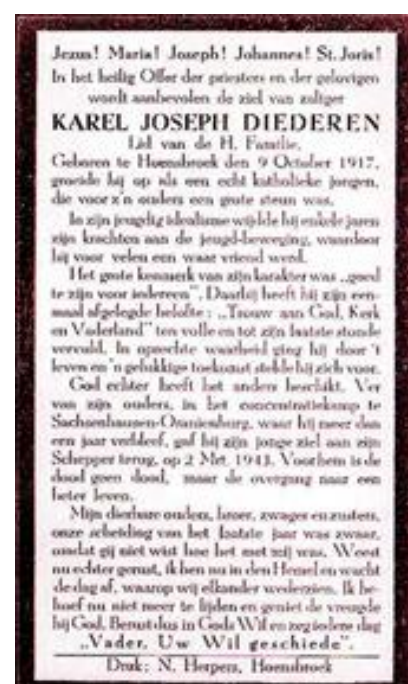 Jezus! Maria! Joseph! Johannes! St. Joris!
In het heilig Offer der priesters en der gelovigen
wordt aanbevolen de ziel van zaliger
KAREL JOSEPH DIEDEREN
Lid van de H. Familie.
Geboren te Hoensbroek den 9 October 1917,
groeide hij op als een echt katholieke jongen,
die voor z'n ouders een grote steun was.
In zijn jeugdig idealisme wijdde hij enkele jaren
zijn krachten aan de jeugd-beweging, waardoor
hij voor velen een waar vriend werd.
Het grote kenmerk van zijn karakter was „goed
te zijn voor iedereen". Daarbij heeft hij zijn een-
maal afgelegde belofte: „Trouw aan God, Kerk
en Vaderland" ten volle en tot zijn laatste stonde
vervuld. In oprechte waarheid ging hij door 't
leven en 'n gelukkige toekomst stelde hij zich voor.
God echter heeft het anders beschikt. Ver
van zijn ouders, in het concentratiekamp te
Sachsenhausen-Oranienburg, waar hij meer dan
een jaar verbleef, gaf hij zijn jonge ziel aan zijn
Schepper terug, op 2 Mrt. 1943. Voor hem is de
dood geen dood, maar de overgang naar een
beter leven.
Mijn dierbare ouders, broer, zwager en zusters,
onze scheiding van het laatste jaar was zwaar,
omdat gij niet wist hoe het met mij was. Weest
nu echter gerust, ik ben nu in den Hemel en wacht
de dag af, waarop wij elkander wederzien. Ik be-
hoef nu niet meer te lijden en geniet de vreugde
bij God. Berust dus in Gods Wil en zeg iedere dag
„Vader, Uw Wil geschiede".
Druk: N. Herpers, Hoensbroek